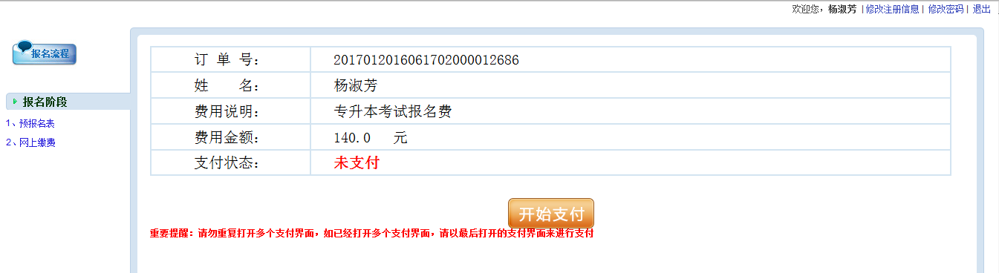 欢迎您，杨淑芳 |修改注册信息 | 修改密码 | 退出
报名流程
报名阶段
1、预报名表
2、网上缴费
订 单 号： 2017012016061702000012686
姓 名： 杨淑芳
费用说明： 专升本考试报名费
费用金额： 140.0 元
支付状态： 未支付
开始支付
重要提醒：请勿重复打开多个支付界面，如已经打开多个支付界面，请以最后打开的支付界面来进行支付